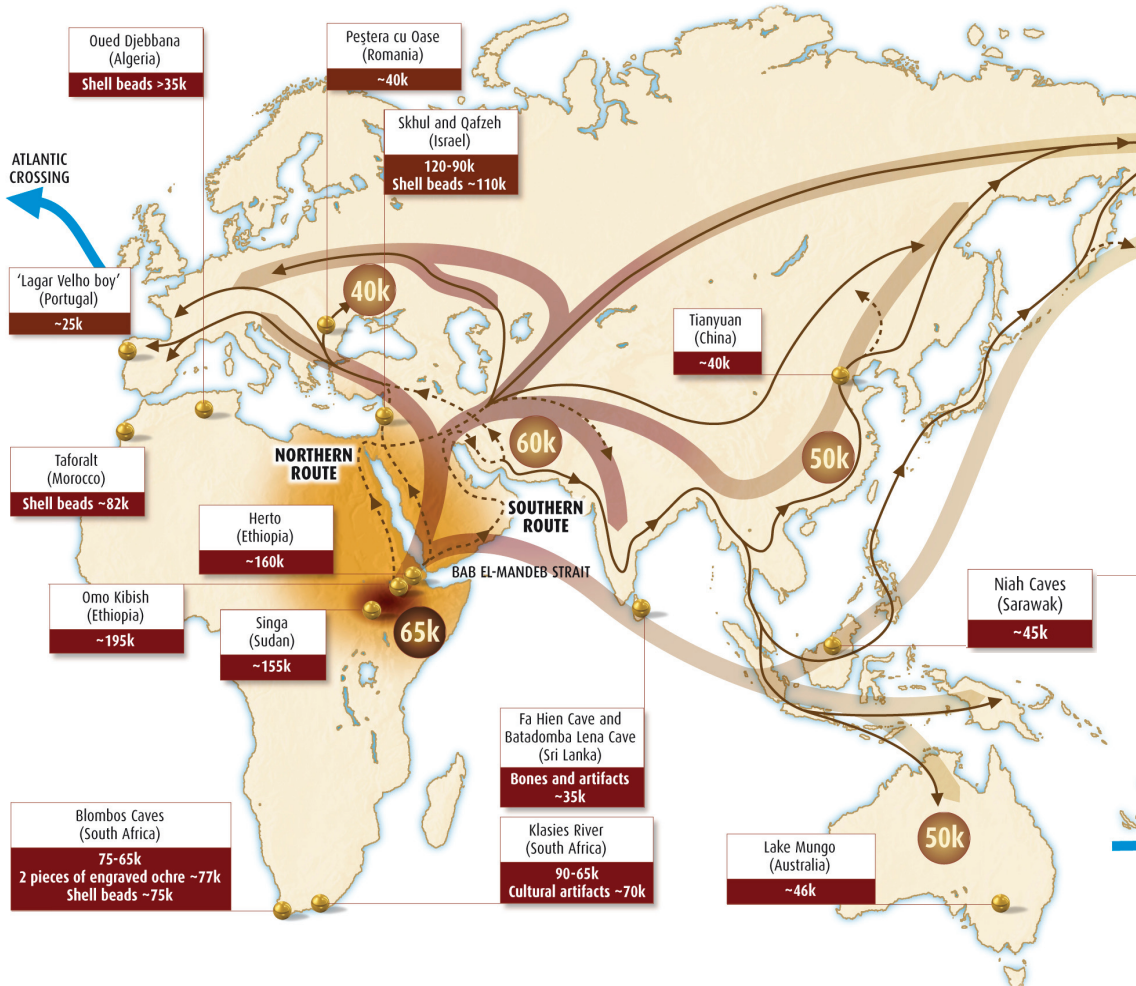 Oued Djebbana
(Algeria)
Shell beads >35k
Peştera cu Oase
(Romania)
~40k
Skhul and Qafzeh
(Israel)
120-90k
Shell beads ~110k
ATLANTIC
CROSSING
'Lagar Velho boy'
(Portugal)
~25k
40k
Tianyuan
(China)
~40k
60k
50k
NORTHERN
ROUTE
Taforalt
(Morocco)
Shell beads ~82k
SOUTHERN
ROUTE
Herto
(Ethiopia)
~160k
BAB EL-MANDEB STRAIT
Omo Kibish
(Ethiopia)
~195k
Singa
(Sudan)
~155k
65k
Niah Caves
(Sarawak)
~45k
Fa Hien Cave and
Batadomba Lena Cave
(Sri Lanka)
Bones and artifacts
~35k
Blombos Caves
(South Africa)
75-65k
2 pieces of engraved ochre ~77k
Shell beads ~75k
Klasies River
(South Africa)
90-65k
Cultural artifacts ~70k
50k
Lake Mungo
(Australia)
~46k